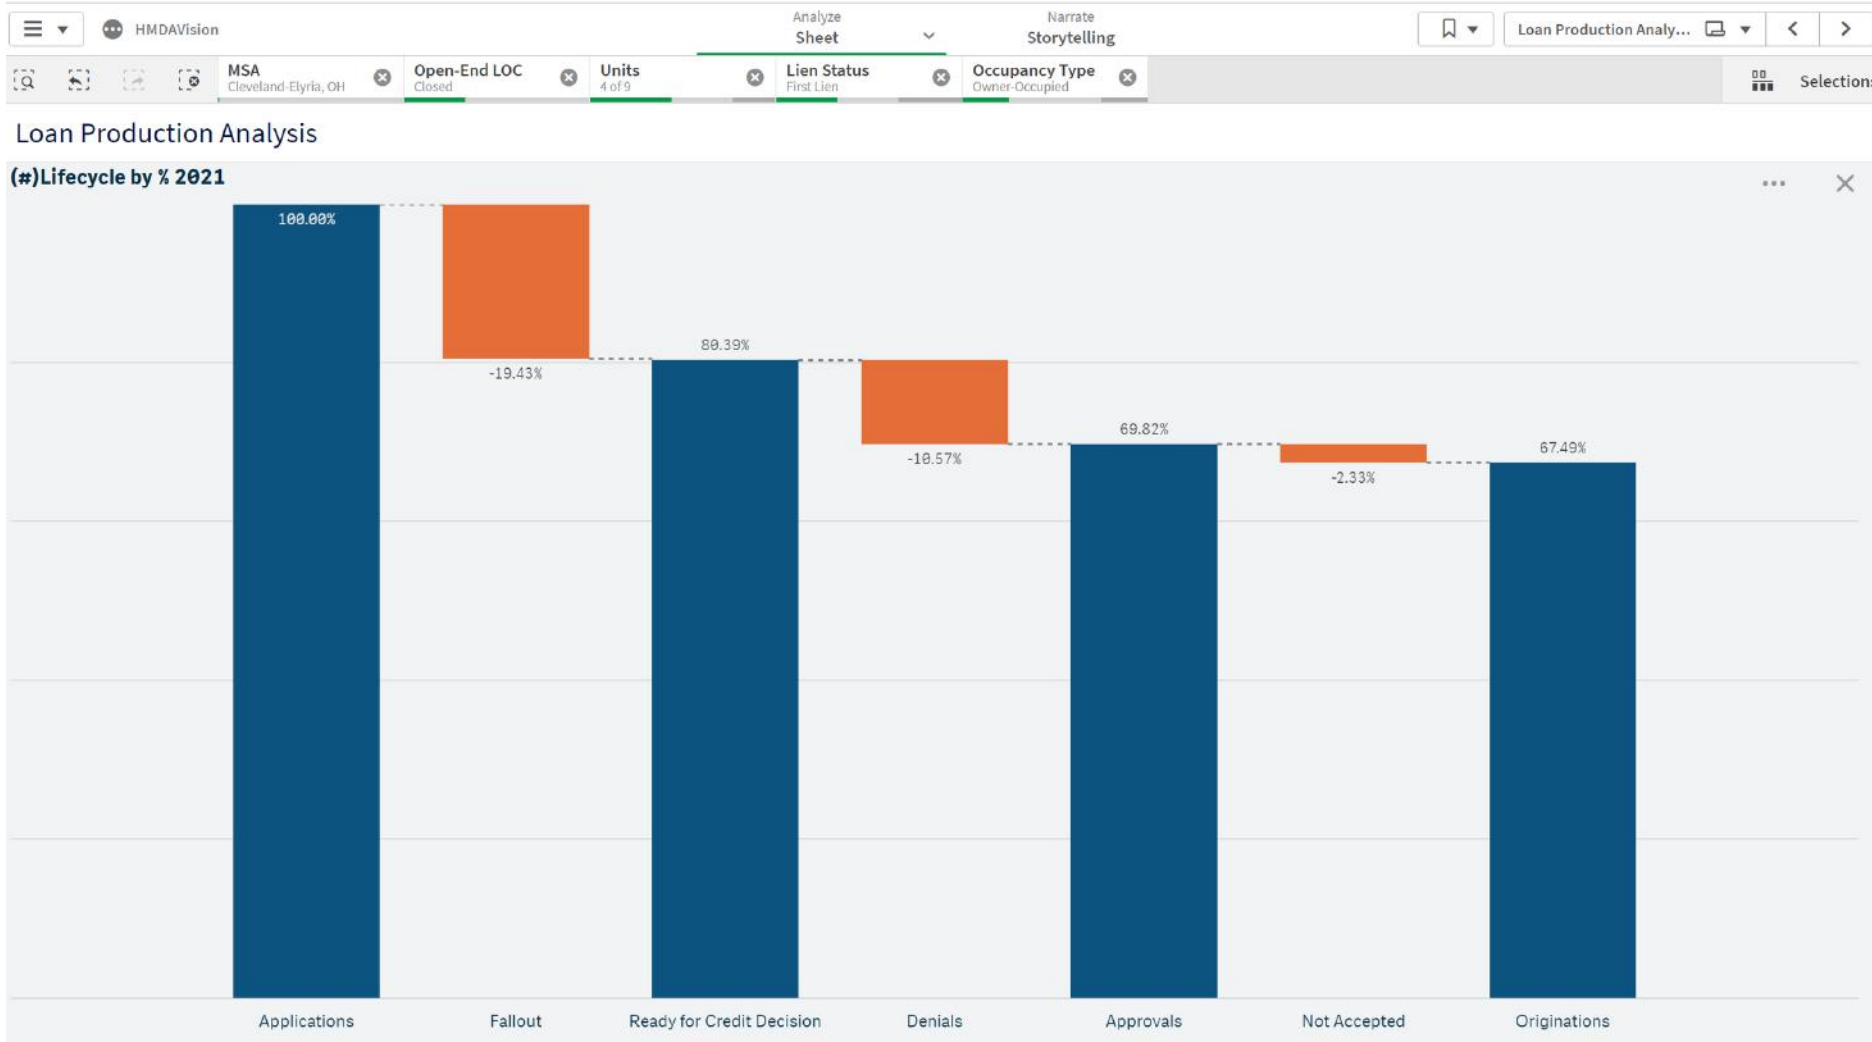 HMDAVision
Analyze
Sheet
Narrate
Storytelling
Loan Production Analy...
MSA
Cleveland-Elyria, OH
Open-End LOC
Closed
Units
4 of 9
Lien Status
First Lien
Occupancy Type
Owner-Occupied
Selections
Loan Production Analysis
(#)Lifecycle by % 2021
100.00%
-19.43%
80.39%
-10.57%
69.82%
-2.33%
67.49%
Applications
Fallout
Ready for Credit Decision
Denials
Approvals
Not Accepted
Originations